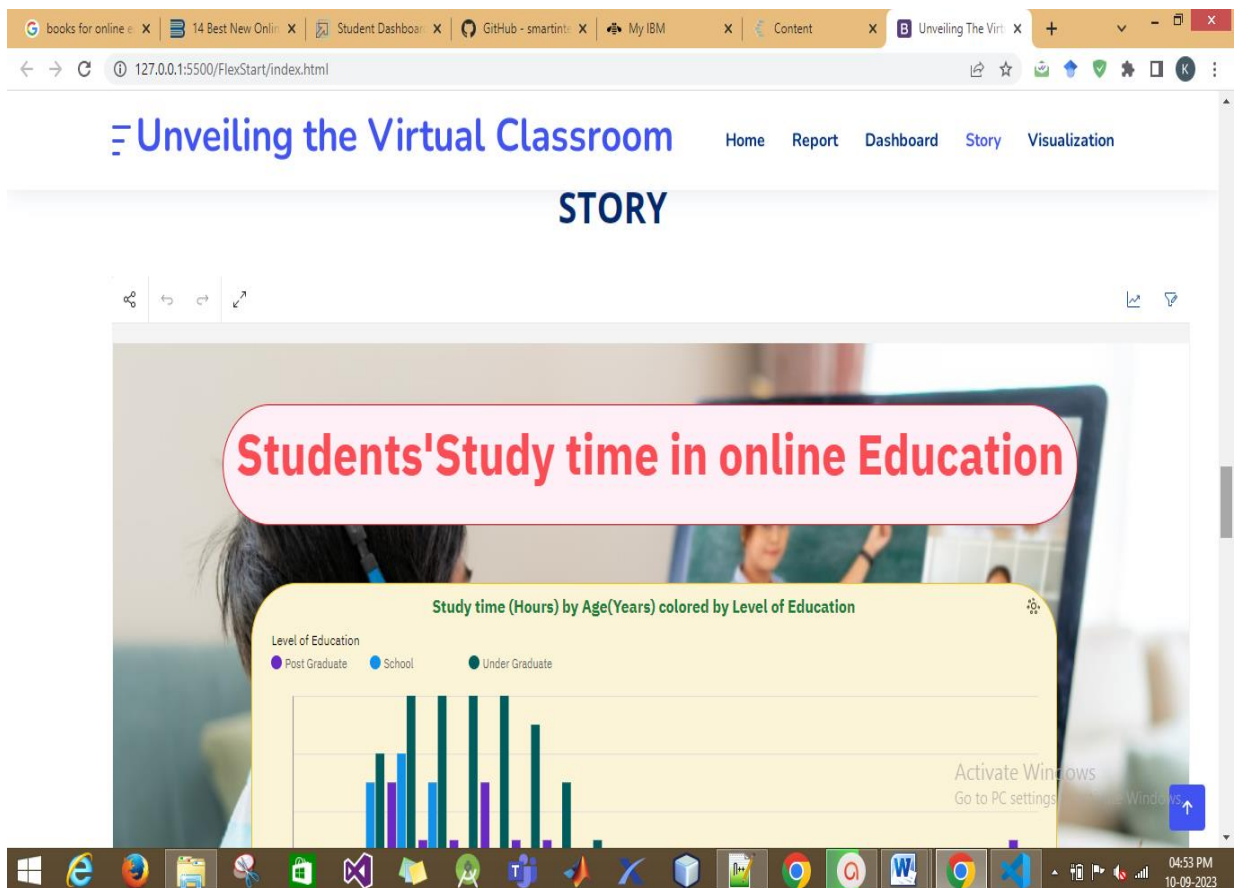 books for online e
14 Best New Onlin
Student Dashboar
GitHub - smartinte
My IBM
Content
Unveiling The Virt
127.0.0.1:5500/FlexStart/index.html
K
Unveiling the Virtual Classroom
Home Report Dashboard Story Visualization
STORY
Students'Study time in online Education
Study time (Hours) by Age(Years) colored by Level of Education
Level of Education
Post Graduate School Under Graduate
Activate Windows
Go to PC settings Windows.
04:53 PM
10-09-2023